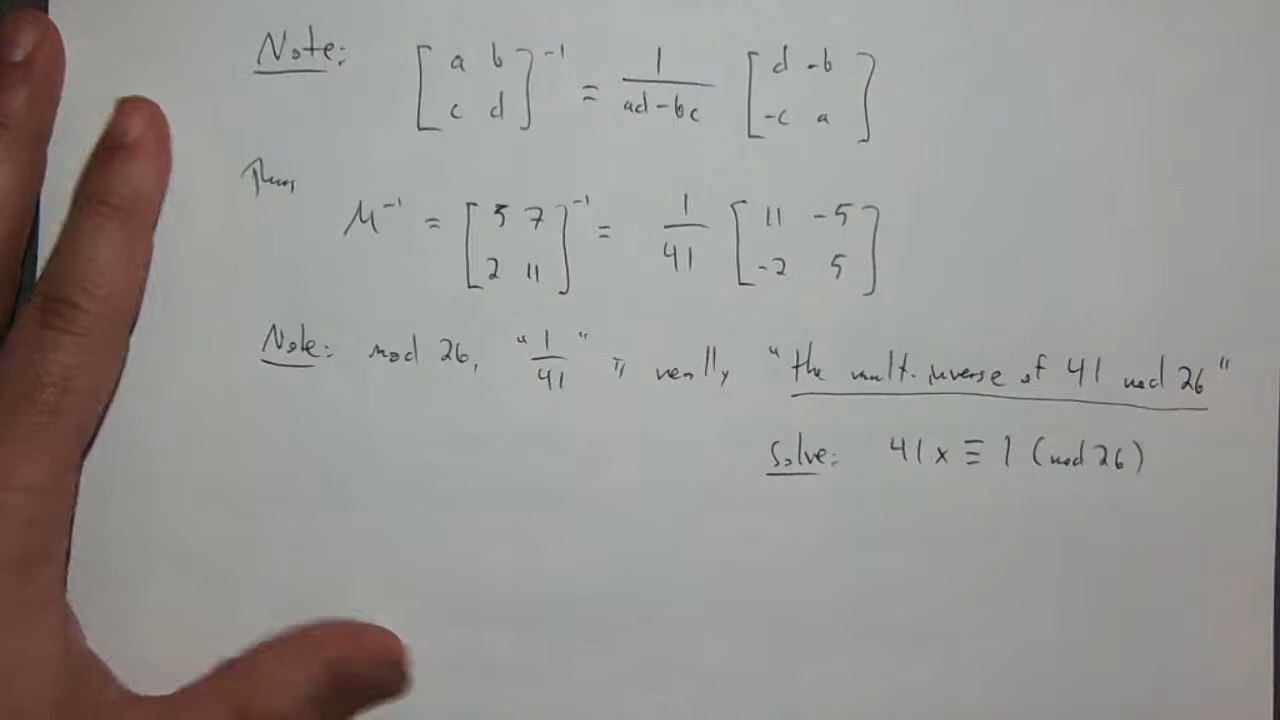 Note: [a b; c d]^-1 = 1/(ad-bc) [d -b; -c a]
Thus
M^-1 = [5 7; 2 11]^-1 = 1/41 [11 -5; -2 5]
Note: mod 26, "1/41" is really "the mult. inverse of 41 mod 26"
Solve: 41x ≡ 1 (mod 26)